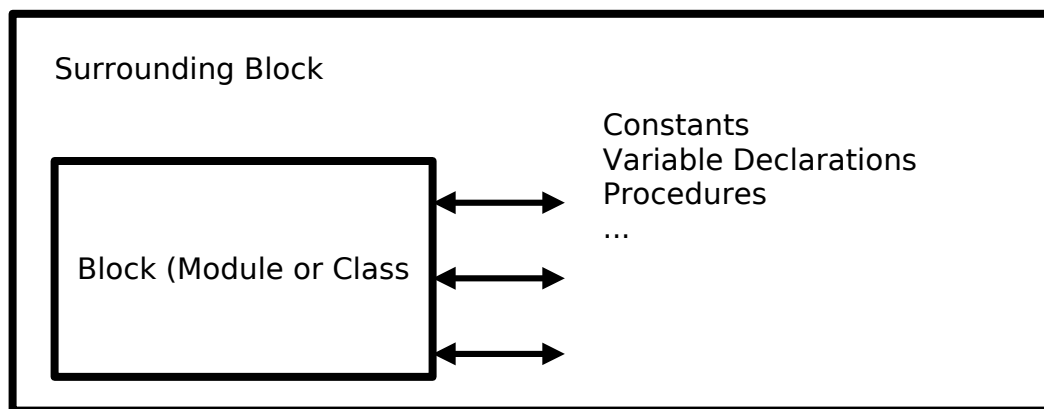 Surrounding Block
Constants
Variable Declarations
Procedures
...
Block (Module or Class